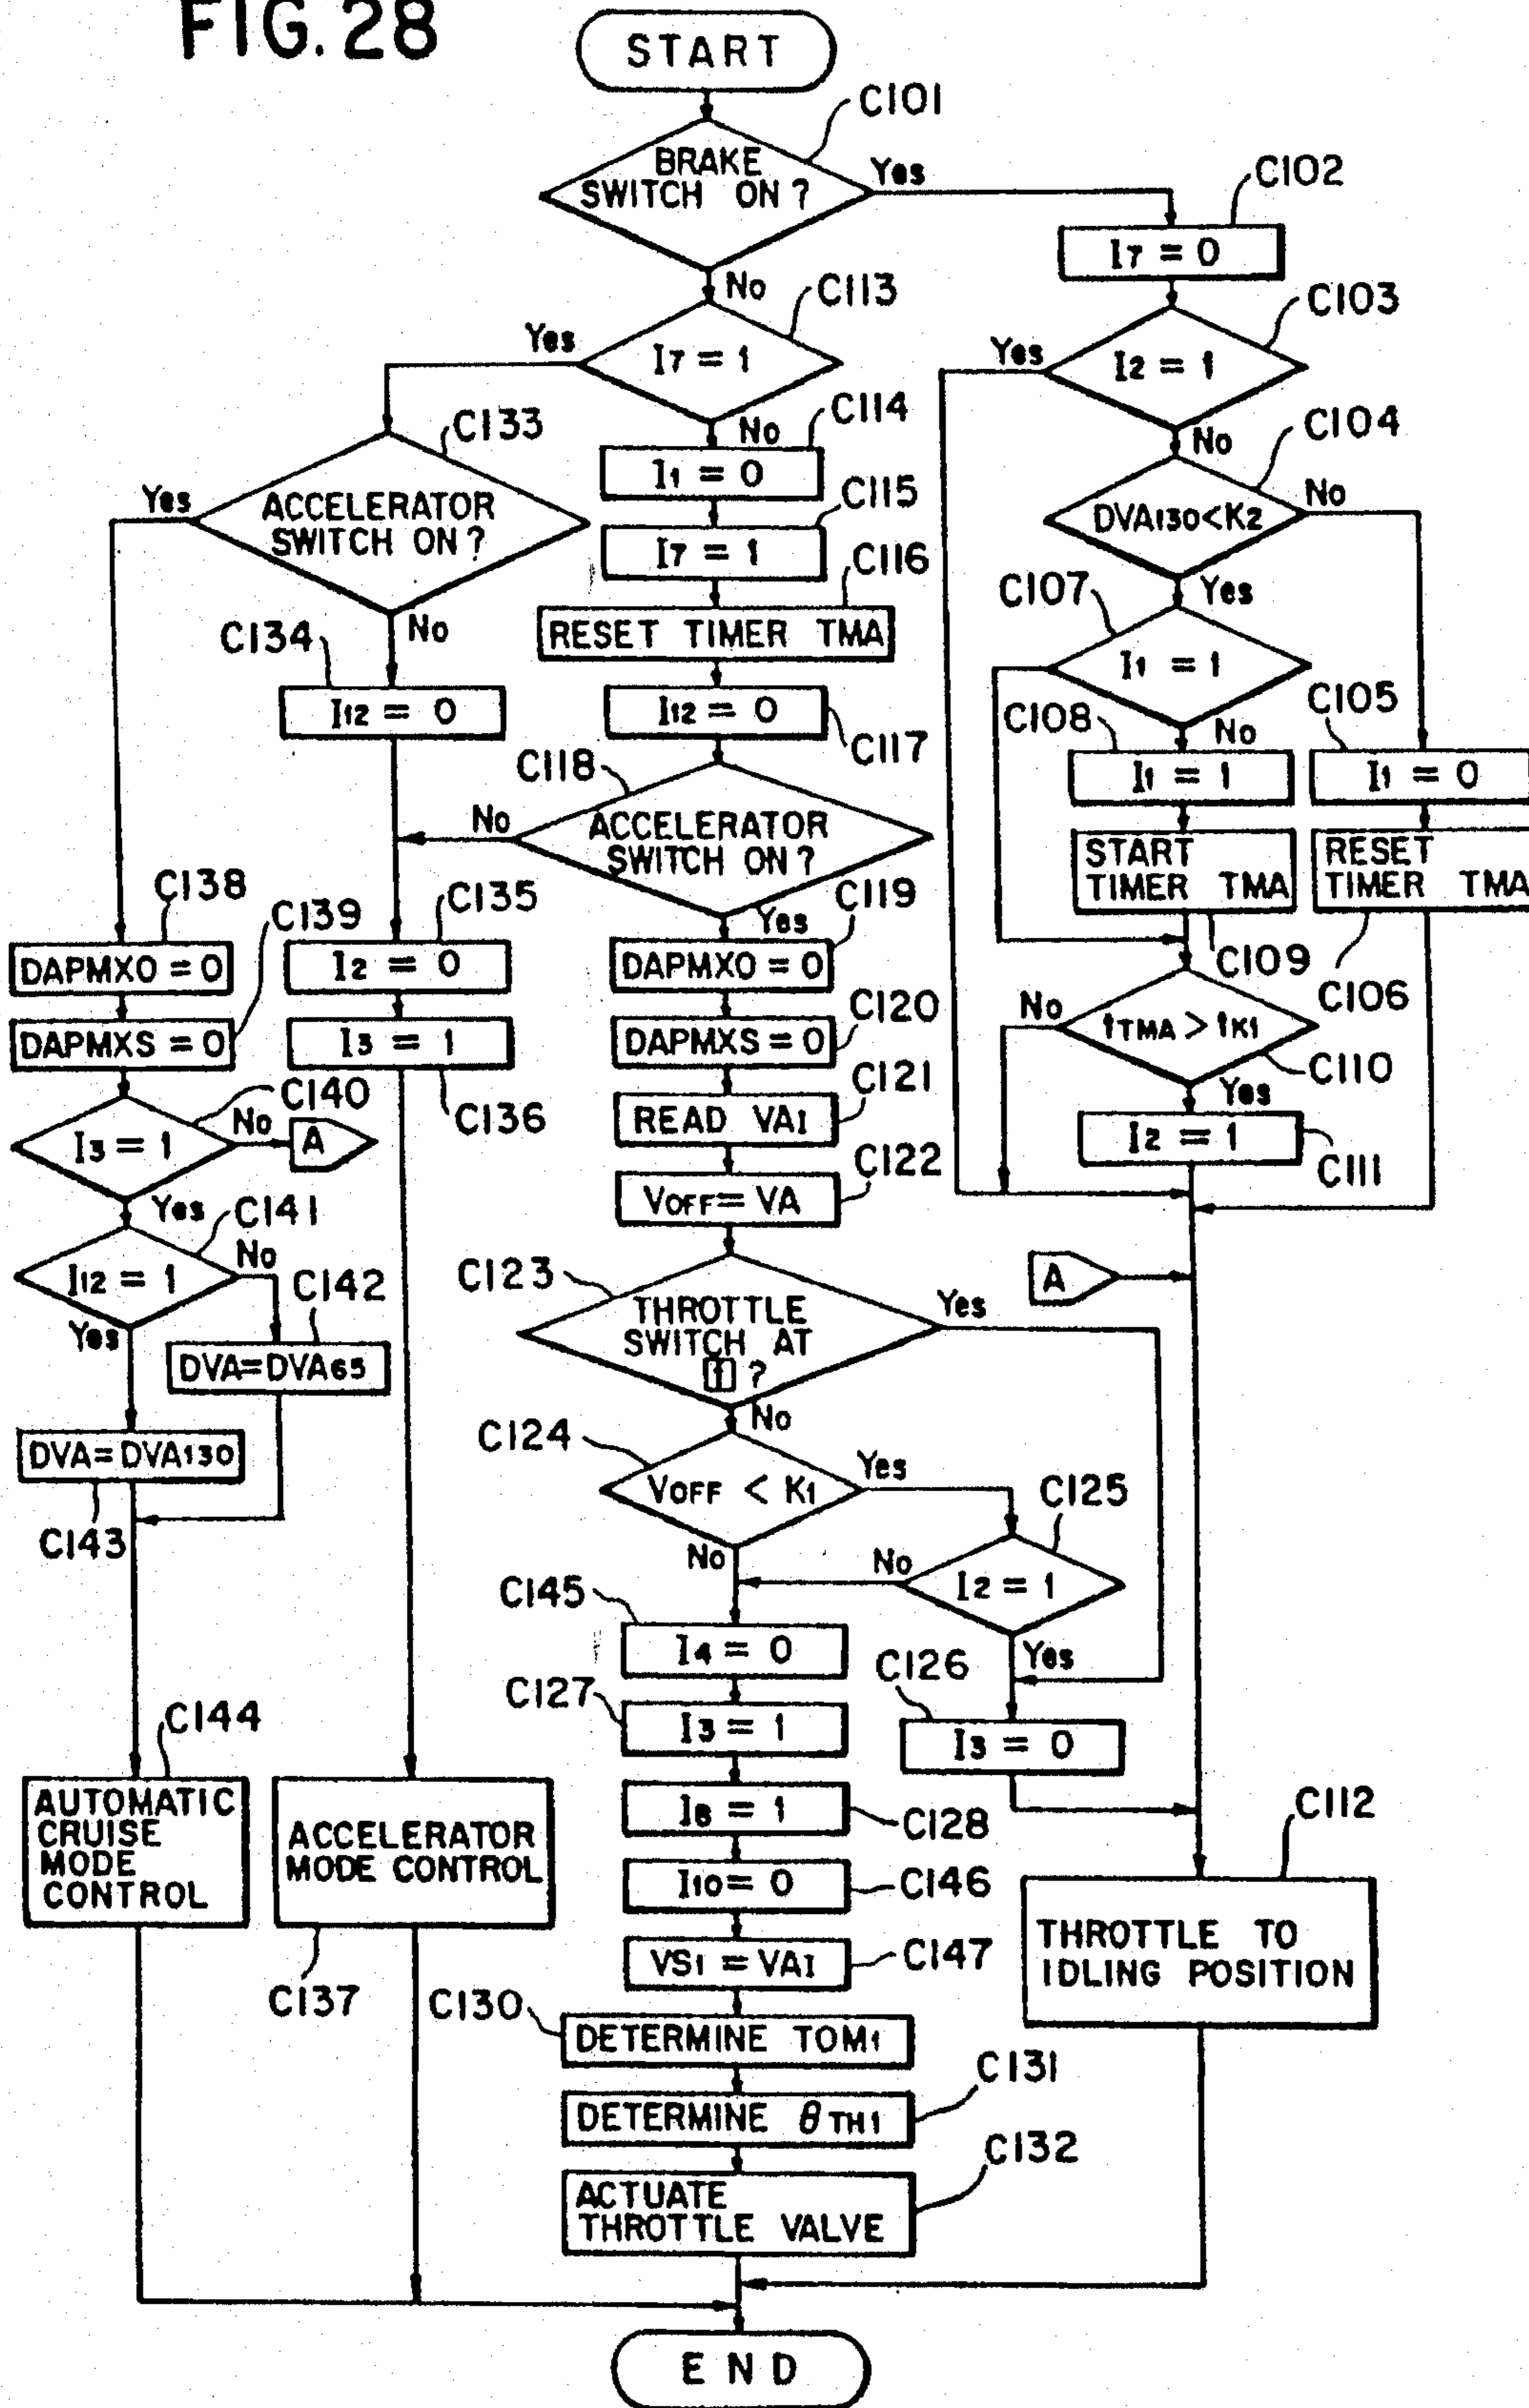 FIG. 28
START
C101
BRAKE
SWITCH ON ?
Yes
No
C102
I7 = 0
C103
I2 = 1
Yes
No
C104
DVA130<K2
No
Yes
C107
I1 = 1
No
C108
I1 = 1
START
TIMER TMA
C109
C105
I1 = 0
RESET
TIMER TMA
C106
tTMA > tK1
No
Yes
C110
I2 = 1
C111
A
C113
I7 = 1
Yes
No
C114
I1 = 0
C115
I7 = 1
C116
RESET TIMER TMA
I12 = 0
C117
C118
ACCELERATOR
SWITCH ON ?
No
Yes
C119
DAPMXO = 0
C120
DAPMXS = 0
C121
READ VAI
C122
VOFF = VA
C123
THROTTLE
SWITCH AT
f ?
Yes
No
C124
VOFF < K1
Yes
No
C125
I2 = 1
No
Yes
C126
I3 = 0
C145
I4 = 0
C127
I3 = 1
I8 = 1
C128
I10 = 0
C146
VS1 = VAI
C147
C130
DETERMINE TOM1
C131
DETERMINE θTH1
C132
ACTUATE
THROTTLE VALVE
C112
THROTTLE TO
IDLING POSITION
C133
ACCELERATOR
SWITCH ON ?
Yes
No
C134
I12 = 0
C135
I2 = 0
I3 = 1
C136
ACCELERATOR
MODE CONTROL
C137
C138
DAPMXO = 0
C139
DAPMXS = 0
C140
I3 = 1
No
A
Yes
C141
I12 = 1
No
Yes
C142
DVA=DVA65
DVA=DVA130
C143
C144
AUTOMATIC
CRUISE
MODE
CONTROL
END